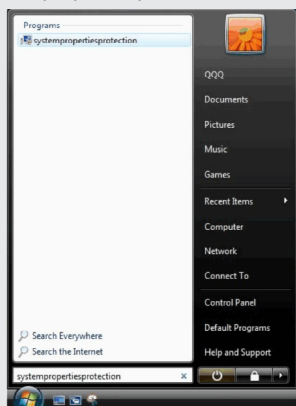 Programs
systempropertiesprotection
QQQ
Documents
Pictures
Music
Games
Recent Items
Computer
Network
Connect To
Control Panel
Default Programs
Help and Support
Search Everywhere
Search the Internet
systempropertiesprotection